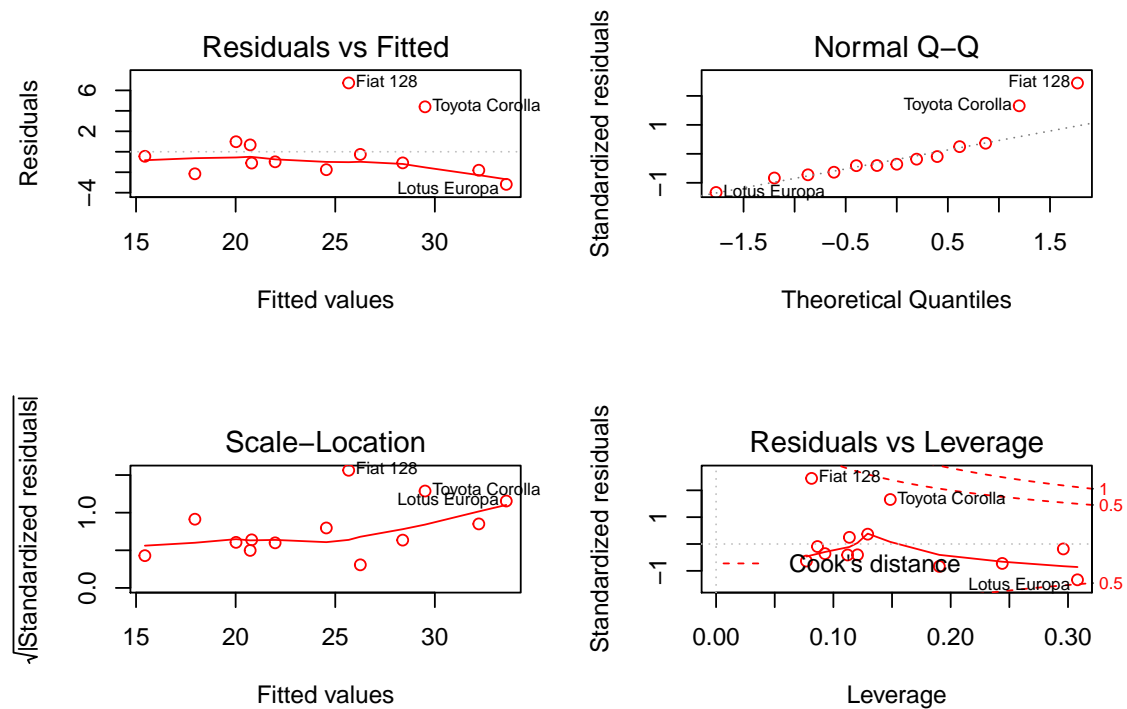 Residuals vs Fitted
Residuals
6
2
−4
Fiat 128
Toyota Corolla
Lotus Europa
15 20 25 30
Fitted values
Normal Q−Q
Standardized residuals
1
−1
Fiat 128
Toyota Corolla
Lotus Europa
−1.5 −0.5 0.5 1.5
Theoretical Quantiles
Scale−Location
√|Standardized residuals|
1.0
0.0
Fiat 128
Toyota Corolla
Lotus Europa
15 20 25 30
Fitted values
Residuals vs Leverage
Standardized residuals
1
−1
Fiat 128
Toyota Corolla
1
0.5
Cook's distance
Lotus Europa
0.5
0.00 0.10 0.20 0.30
Leverage